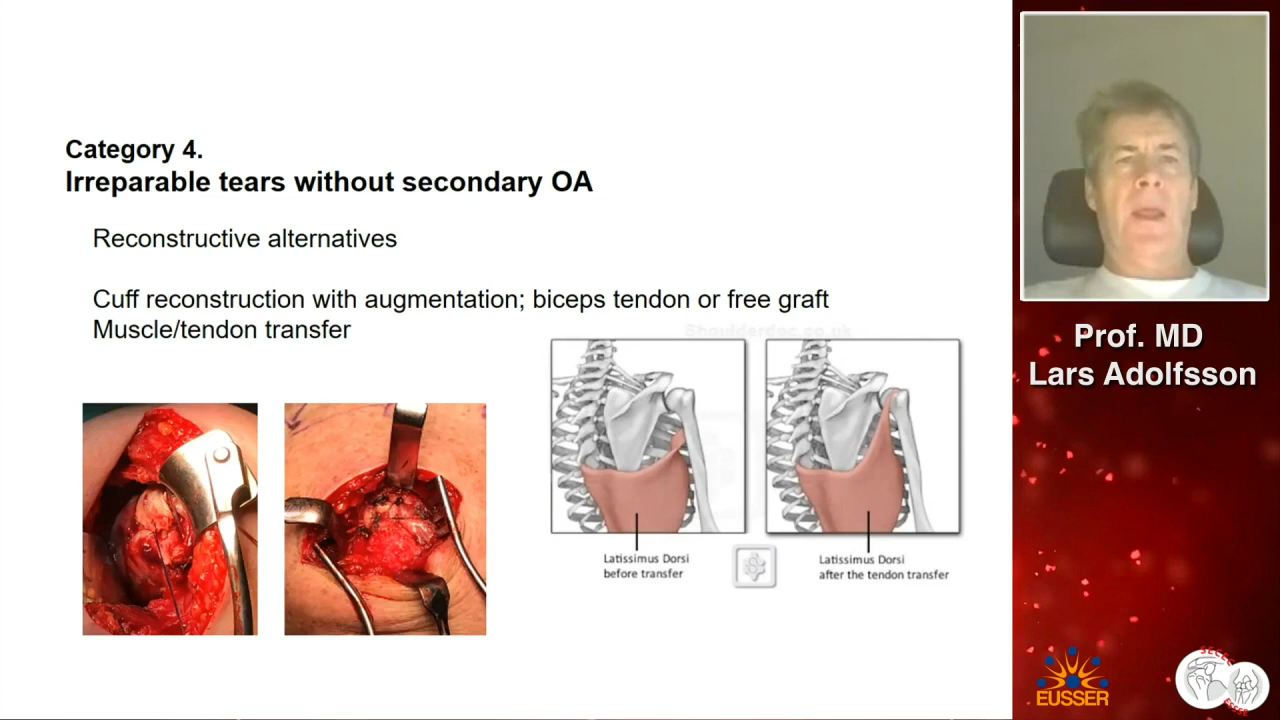 Category 4.
Irreparable tears without secondary OA
Reconstructive alternatives
Cuff reconstruction with augmentation; biceps tendon or free graft
Muscle/tendon transfer
Shoulderdoc.co.uk
Latissimus Dorsi
before transfer
Latissimus Dorsi
after the tendon transfer
Prof. MD
Lars Adolfsson
EUSSER
SECEC
ESSSE